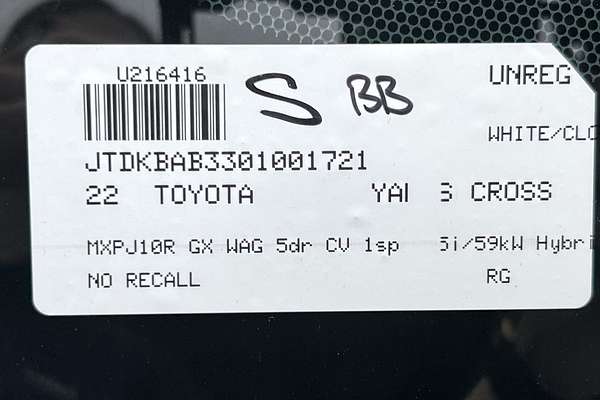 U216416 S BB UNREG
WHITE/CLO
JTDKBAB3301001721
22 TOYOTA YAI S CROSS
MXPJ10R GX WAG 5dr CV 1sp 5i/59kW Hybri
NO RECALL RG